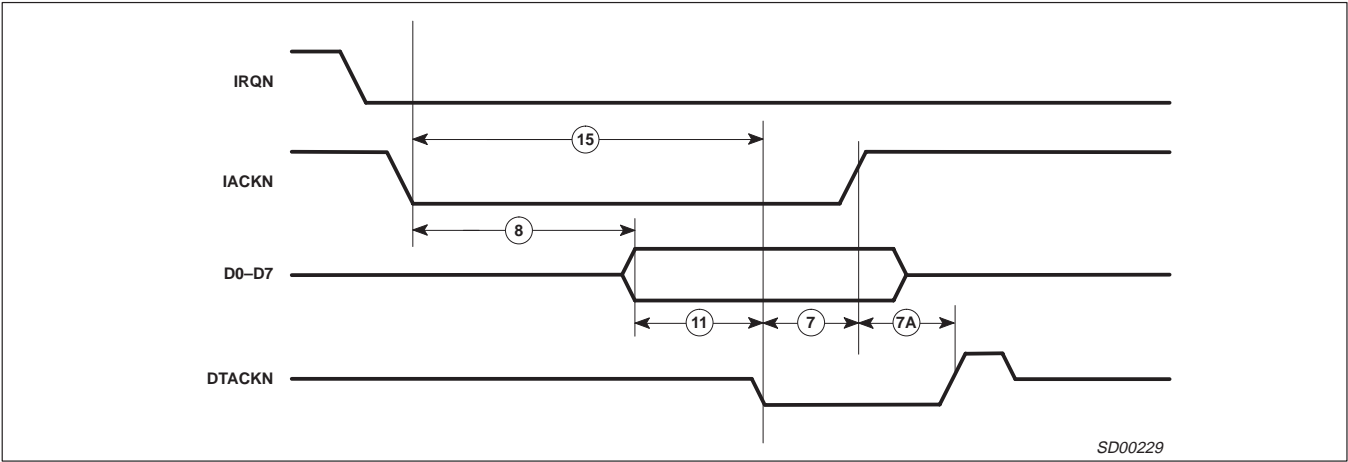 IRQN
15
IACKN
8
D0–D7
11
7
7A
DTACKN
SD00229